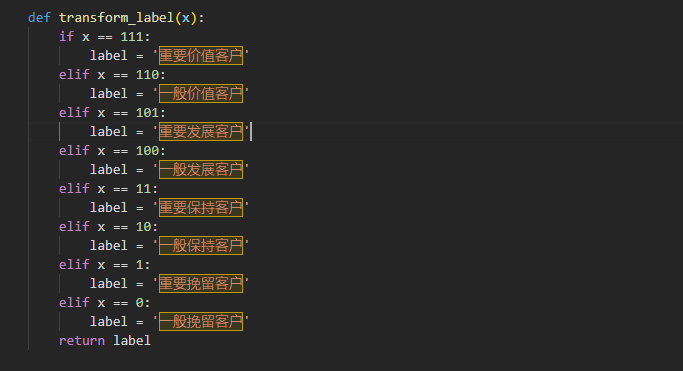 def transform_label(x):
    if x == 111:
        label = '重要价值客户'
    elif x == 110:
        label = '一般价值客户'
    elif x == 101:
        label = '重要发展客户'
    elif x == 100:
        label = '一般发展客户'
    elif x == 11:
        label = '重要保持客户'
    elif x == 10:
        label = '一般保持客户'
    elif x == 1:
        label = '重要挽留客户'
    elif x == 0:
        label = '一般挽留客户'
    return label